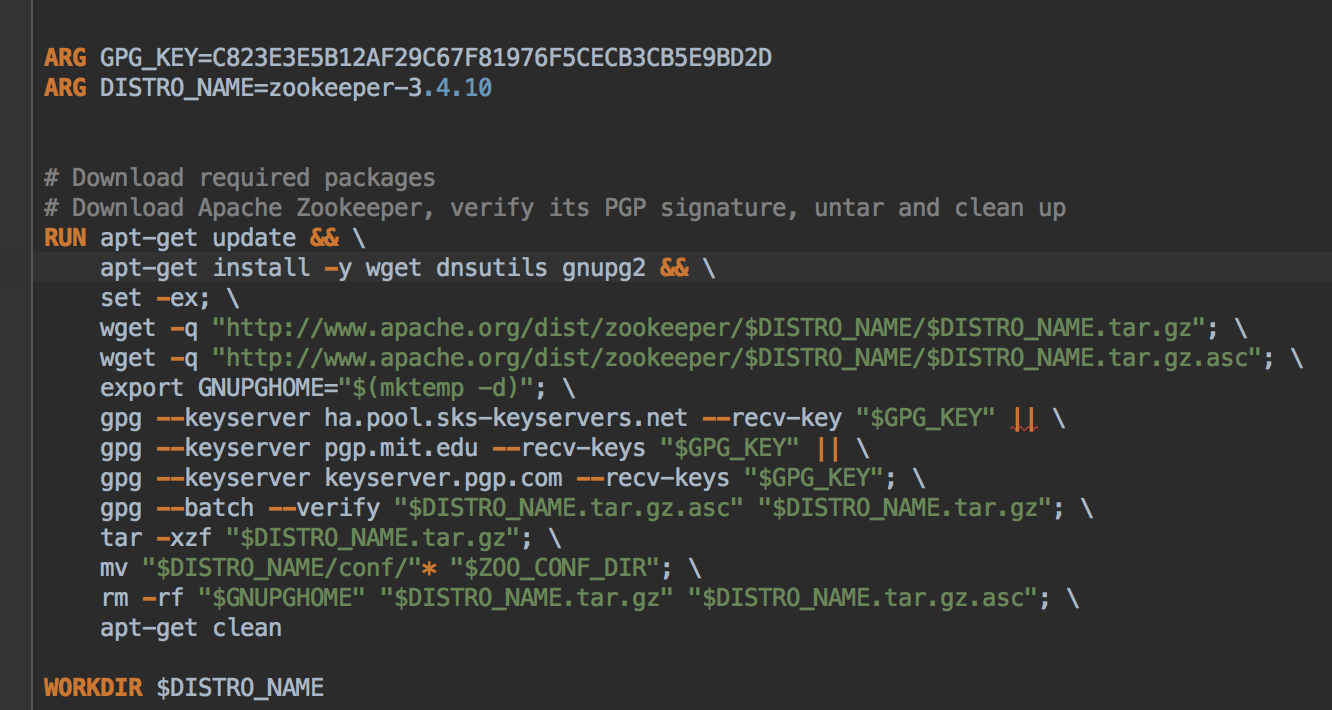 ARG GPG_KEY=C823E3E5B12AF29C67F81976F5CECB3CB5E9BD2D
ARG DISTRO_NAME=zookeeper-3.4.10
# Download required packages
# Download Apache Zookeeper, verify its PGP signature, untar and clean up
RUN apt-get update && \
    apt-get install -y wget dnsutils gnupg2 && \
    set -ex; \
    wget -q "http://www.apache.org/dist/zookeeper/$DISTRO_NAME/$DISTRO_NAME.tar.gz"; \
    wget -q "http://www.apache.org/dist/zookeeper/$DISTRO_NAME/$DISTRO_NAME.tar.gz.asc"; \
    export GNUPGHOME="$(mktemp -d)"; \
    gpg --keyserver ha.pool.sks-keyservers.net --recv-key "$GPG_KEY" || \
    gpg --keyserver pgp.mit.edu --recv-keys "$GPG_KEY" || \
    gpg --keyserver keyserver.pgp.com --recv-keys "$GPG_KEY"; \
    gpg --batch --verify "$DISTRO_NAME.tar.gz.asc" "$DISTRO_NAME.tar.gz"; \
    tar -xzf "$DISTRO_NAME.tar.gz"; \
    mv "$DISTRO_NAME/conf/"* "$ZOO_CONF_DIR"; \
    rm -rf "$GNUPGHOME" "$DISTRO_NAME.tar.gz" "$DISTRO_NAME.tar.gz.asc"; \
    apt-get clean
WORKDIR $DISTRO_NAME